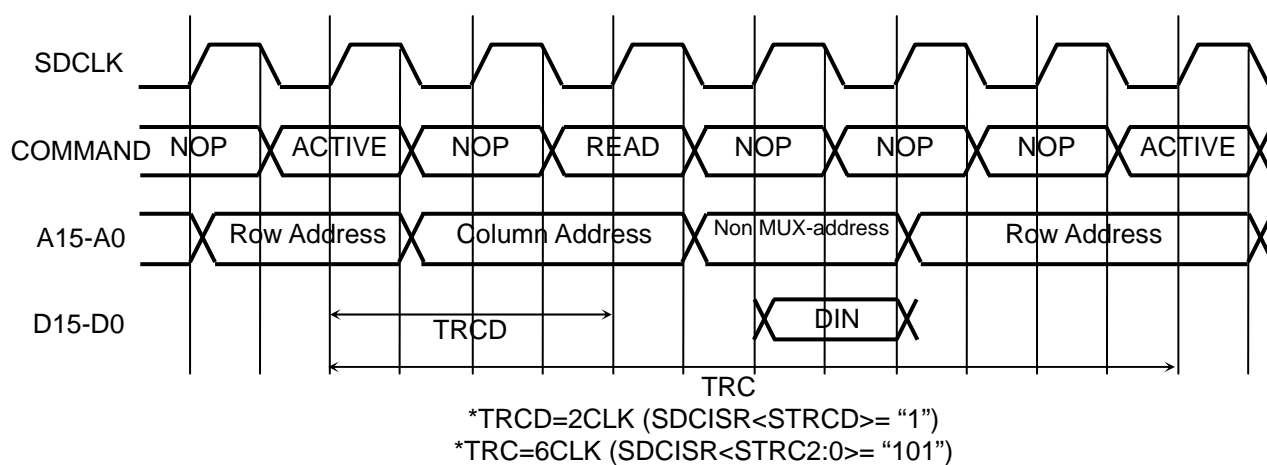 SDCLK
COMMAND NOP ACTIVE NOP READ NOP NOP NOP ACTIVE
A15-A0 Row Address Column Address Non MUX-address Row Address
D15-D0 DIN
TRCD
TRC
*TRCD=2CLK (SDCISR<STRCD>= “1”)
*TRC=6CLK (SDCISR<STRC2:0>= “101”)